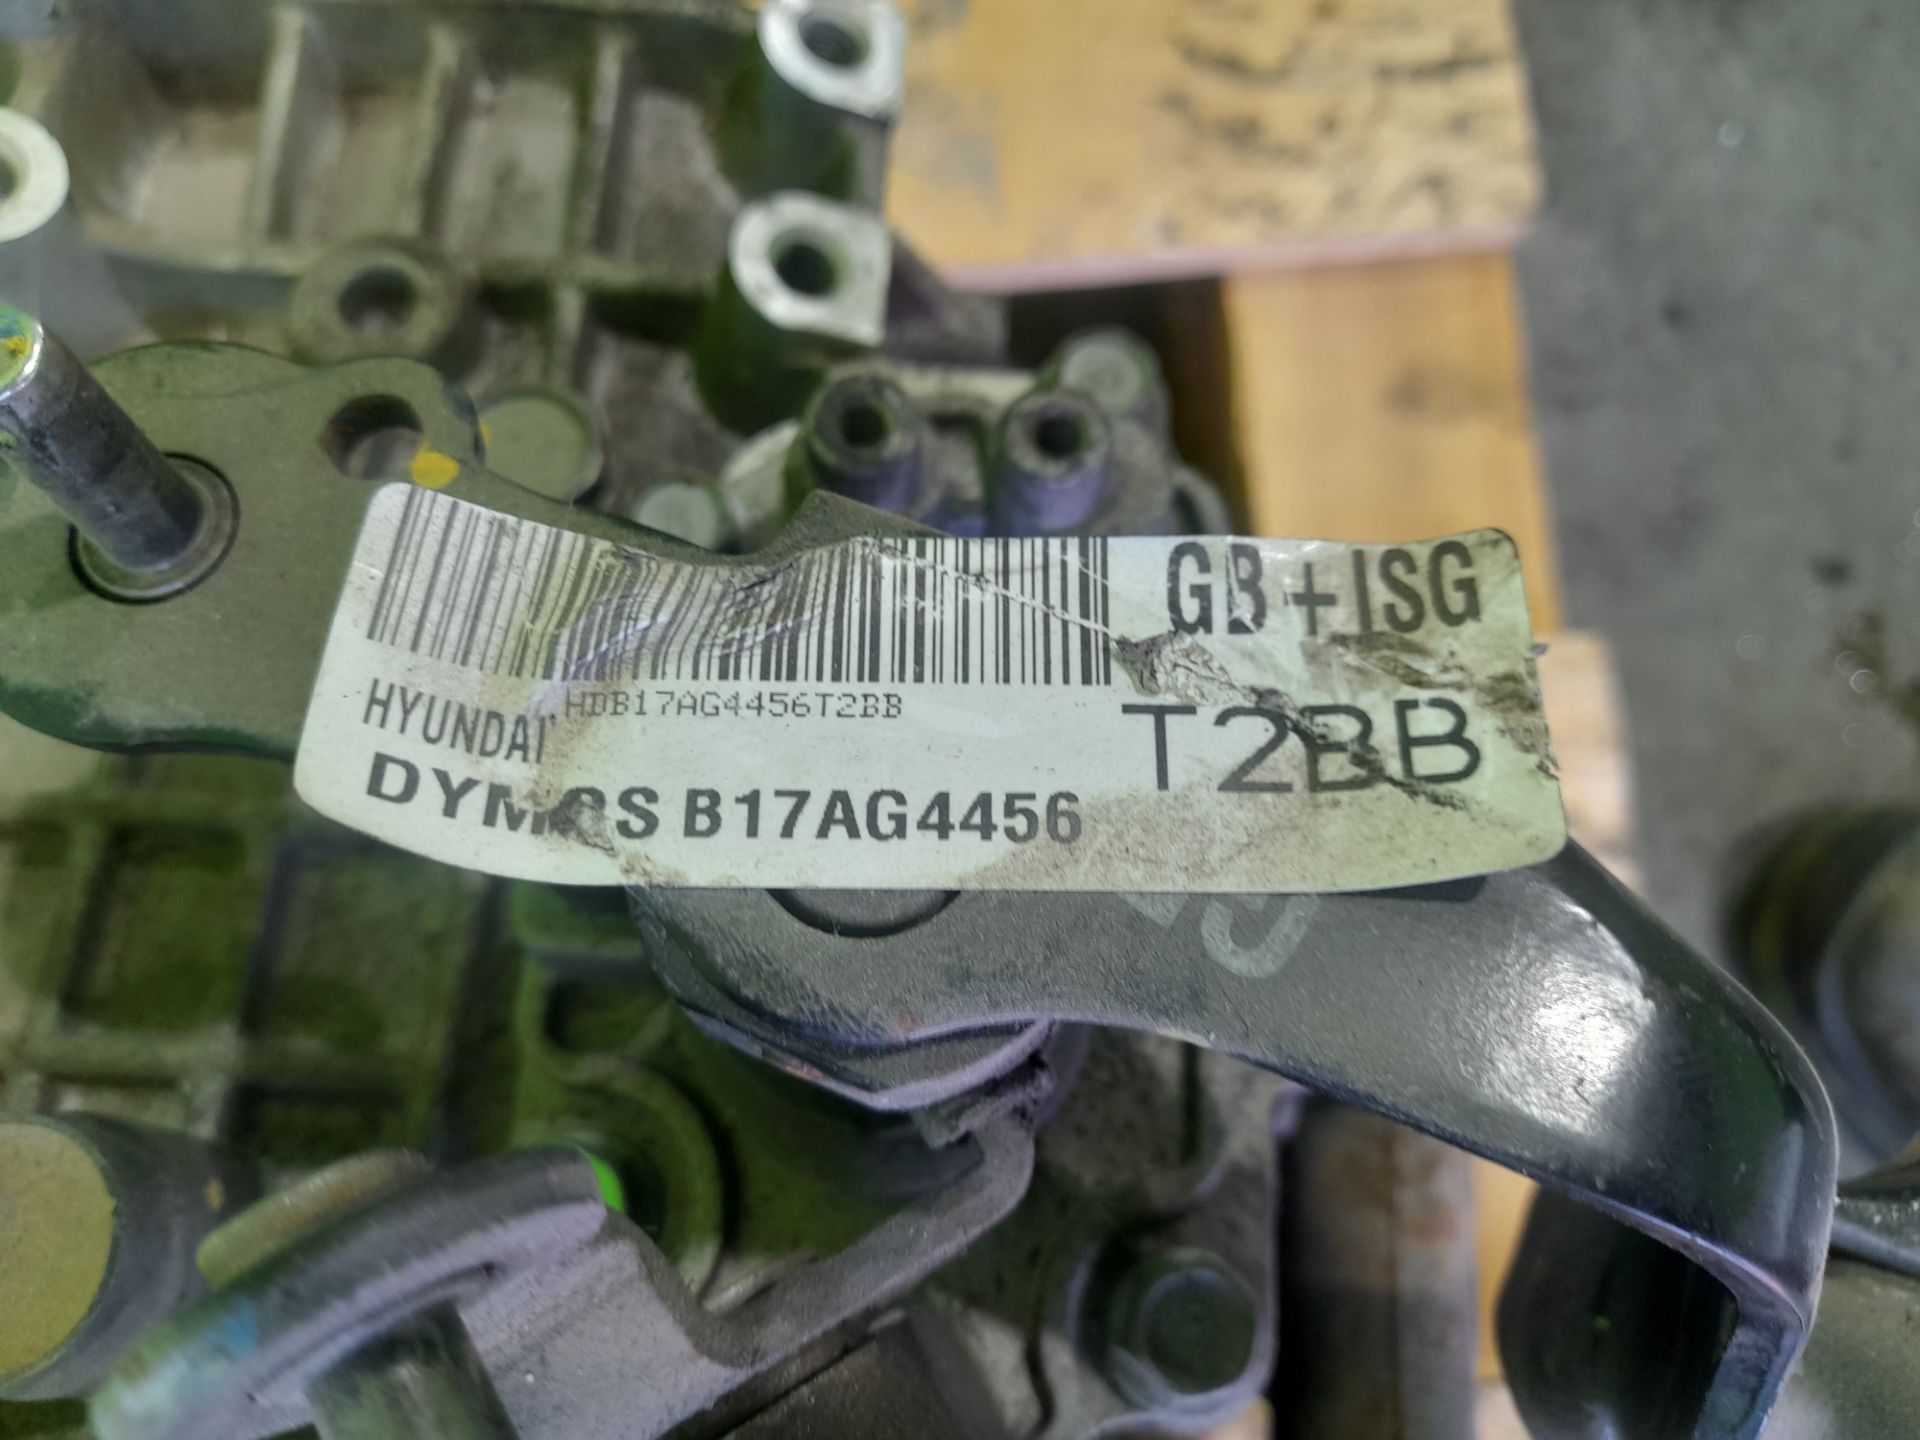 GB+ISG
HDB17AG4456T2BB
HYUNDAI
T2BB
DYMOS B17AG4456